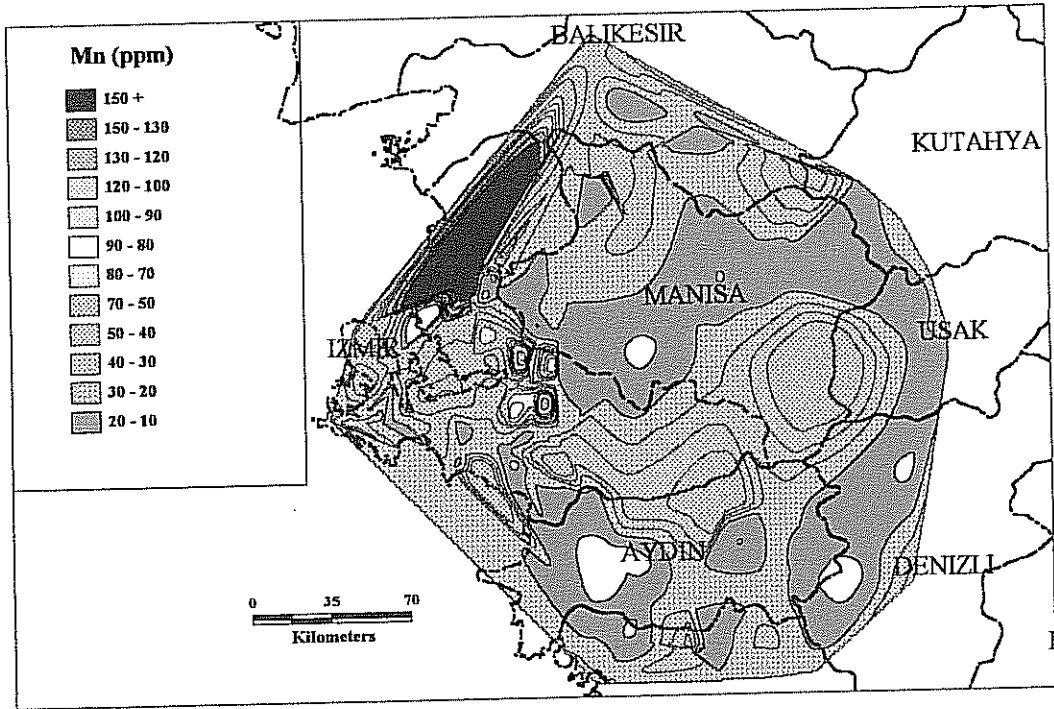 BALIKESIR
Mn (ppm)
150 +
150 - 130
130 - 120
120 - 100
100 - 90
90 - 80
80 - 70
70 - 50
50 - 40
40 - 30
30 - 20
20 - 10
KUTAHYA
MANISA
USAK
IZMIR
AYDIN
DENIZLI
0 35 70
Kilometers